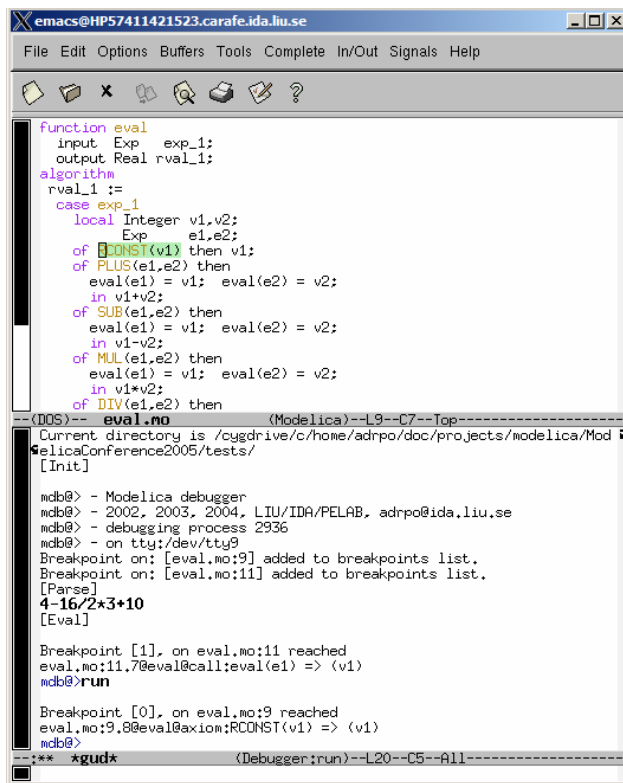 emacs@HP57411421523.carafe.ida.liu.se
File Edit Options Buffers Tools Complete In/Out Signals Help
function eval
input Exp exp_1;
output Real rval_1;
algorithm
rval_1 :=
case exp_1
local Integer v1,v2;
Exp e1,e2;
of RCONST(v1) then v1;
of PLUS(e1,e2) then
eval(e1) = v1; eval(e2) = v2;
in v1+v2;
of SUB(e1,e2) then
eval(e1) = v1; eval(e2) = v2;
in v1-v2;
of MUL(e1,e2) then
eval(e1) = v1; eval(e2) = v2;
in v1*v2;
of DIV(e1,e2) then
--(DOS)-- eval.mo (Modelica)--L9--C7--Top--------------------
Current directory is /cygdrive/c/home/adrpo/doc/projects/modelica/Mod
elicaConference2005/tests/
[Init]
mdb@> - Modelica debugger
mdb@> - 2002, 2003, 2004, LIU/IDA/PELAB, adrpo@ida.liu.se
mdb@> - debugging process 2936
mdb@> - on tty:/dev/tty9
Breakpoint on: [eval.mo:9] added to breakpoints list.
Breakpoint on: [eval.mo:11] added to breakpoints list.
[Parse]
4-16/2*3+10
[Eval]
Breakpoint [1], on eval.mo:11 reached
eval.mo:11.7@eval@call:eval(e1) => (v1)
mdb@>run
Breakpoint [0], on eval.mo:9 reached
eval.mo:9.8@eval@axiom:RCONST(v1) => (v1)
mdb@>
--:** *gud* (Debugger:run)--L20--C5--All---------------------